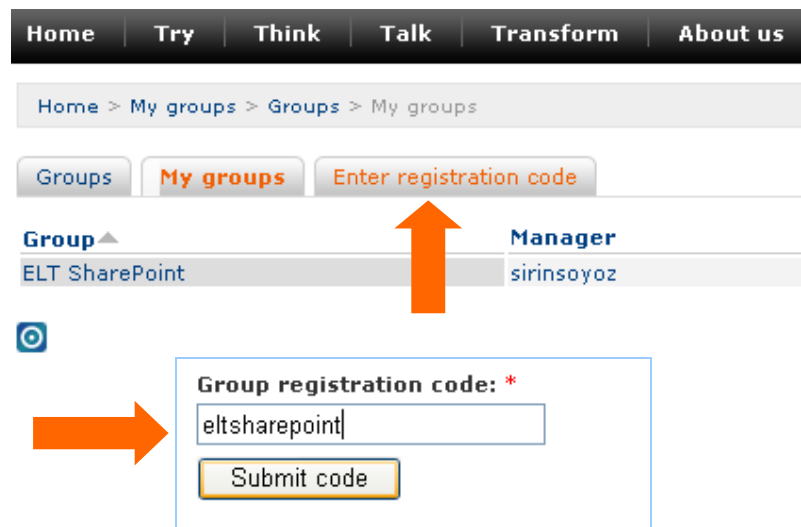 Home Try Think Talk Transform About us
Home > My groups > Groups > My groups
Groups My groups Enter registration code
Group Manager
ELT SharePoint sirinsoyoz
Group registration code: *
eltsharepoint
Submit code